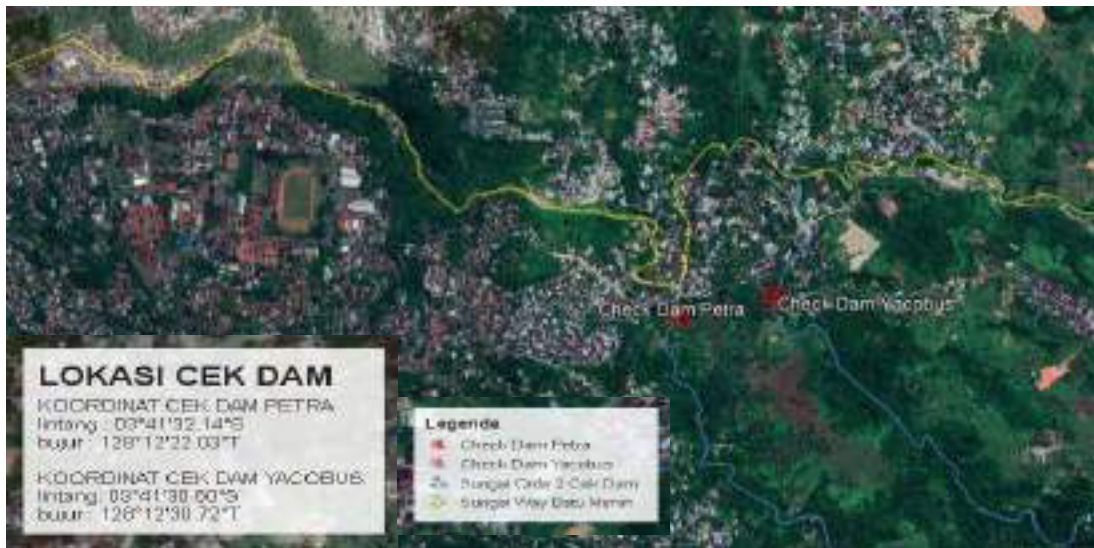 Check Dam Petra
Check Dam Yacobus
LOKASI CEK DAM
KOORDINAT CEK DAM PETRA
lintang : 03°41'32.14"S
bujur : 128°12'22.03"T
KOORDINAT CEK DAM YACOBUS
lintang: 03°41'30.60"S
bujur : 128°12'30.72"T
Legenda
Check Dam Petra
Check Dam Yacobus
Sungai Orde 2 Cek Dam
Sungai Way Batu Merah